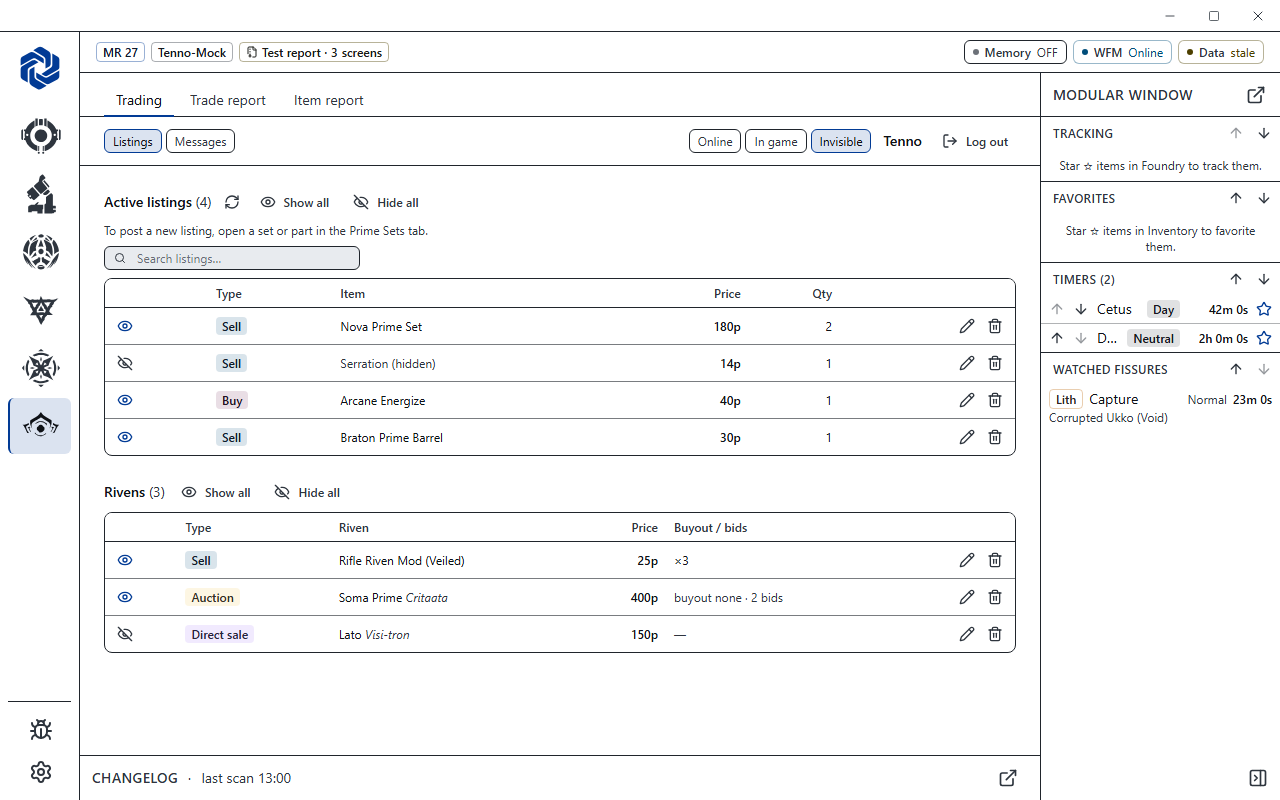 MR 27
Tenno-Mock
Test report · 3 screens
Memory OFF
WFM Online
Data stale
Trading
Trade report
Item report
Listings
Messages
Online
In game
Invisible
Tenno
Log out
Active listings (4)
Show all
Hide all
To post a new listing, open a set or part in the Prime Sets tab.
Search listings...
Type Item Price Qty
Sell Nova Prime Set 180p 2
Sell Serration (hidden) 14p 1
Buy Arcane Energize 40p 1
Sell Braton Prime Barrel 30p 1
Rivens (3)
Show all
Hide all
Type Riven Price Buyout / bids
Sell Rifle Riven Mod (Veiled) 25p ×3
Auction Soma Prime Critaata 400p buyout none · 2 bids
Direct sale Lato Visi-tron 150p —
CHANGELOG · last scan 13:00
MODULAR WINDOW
TRACKING
Star ☆ items in Foundry to track them.
FAVORITES
Star ☆ items in Inventory to favorite
them.
TIMERS (2)
Cetus Day 42m 0s
D... Neutral 2h 0m 0s
WATCHED FISSURES
Lith Capture Normal 23m 0s
Corrupted Ukko (Void)